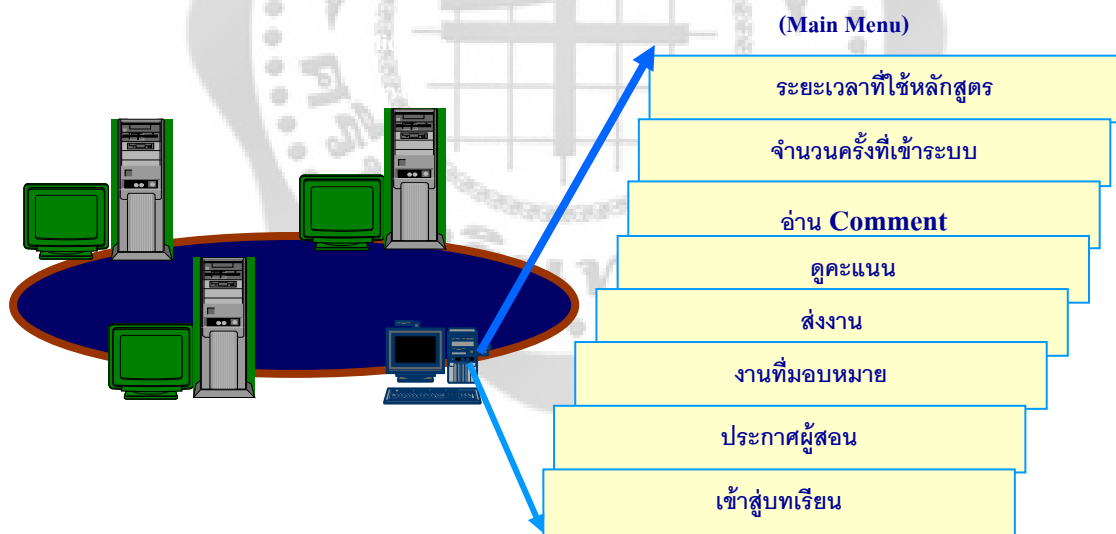 (Main Menu)
ระยะเวลาที่ใช้หลักสูตร
จำนวนครั้งที่เข้าระบบ
อ่าน Comment
ดูคะแนน
ส่งงาน
งานที่มอบหมาย
ประกาศผู้สอน
เข้าสู่บทเรียน